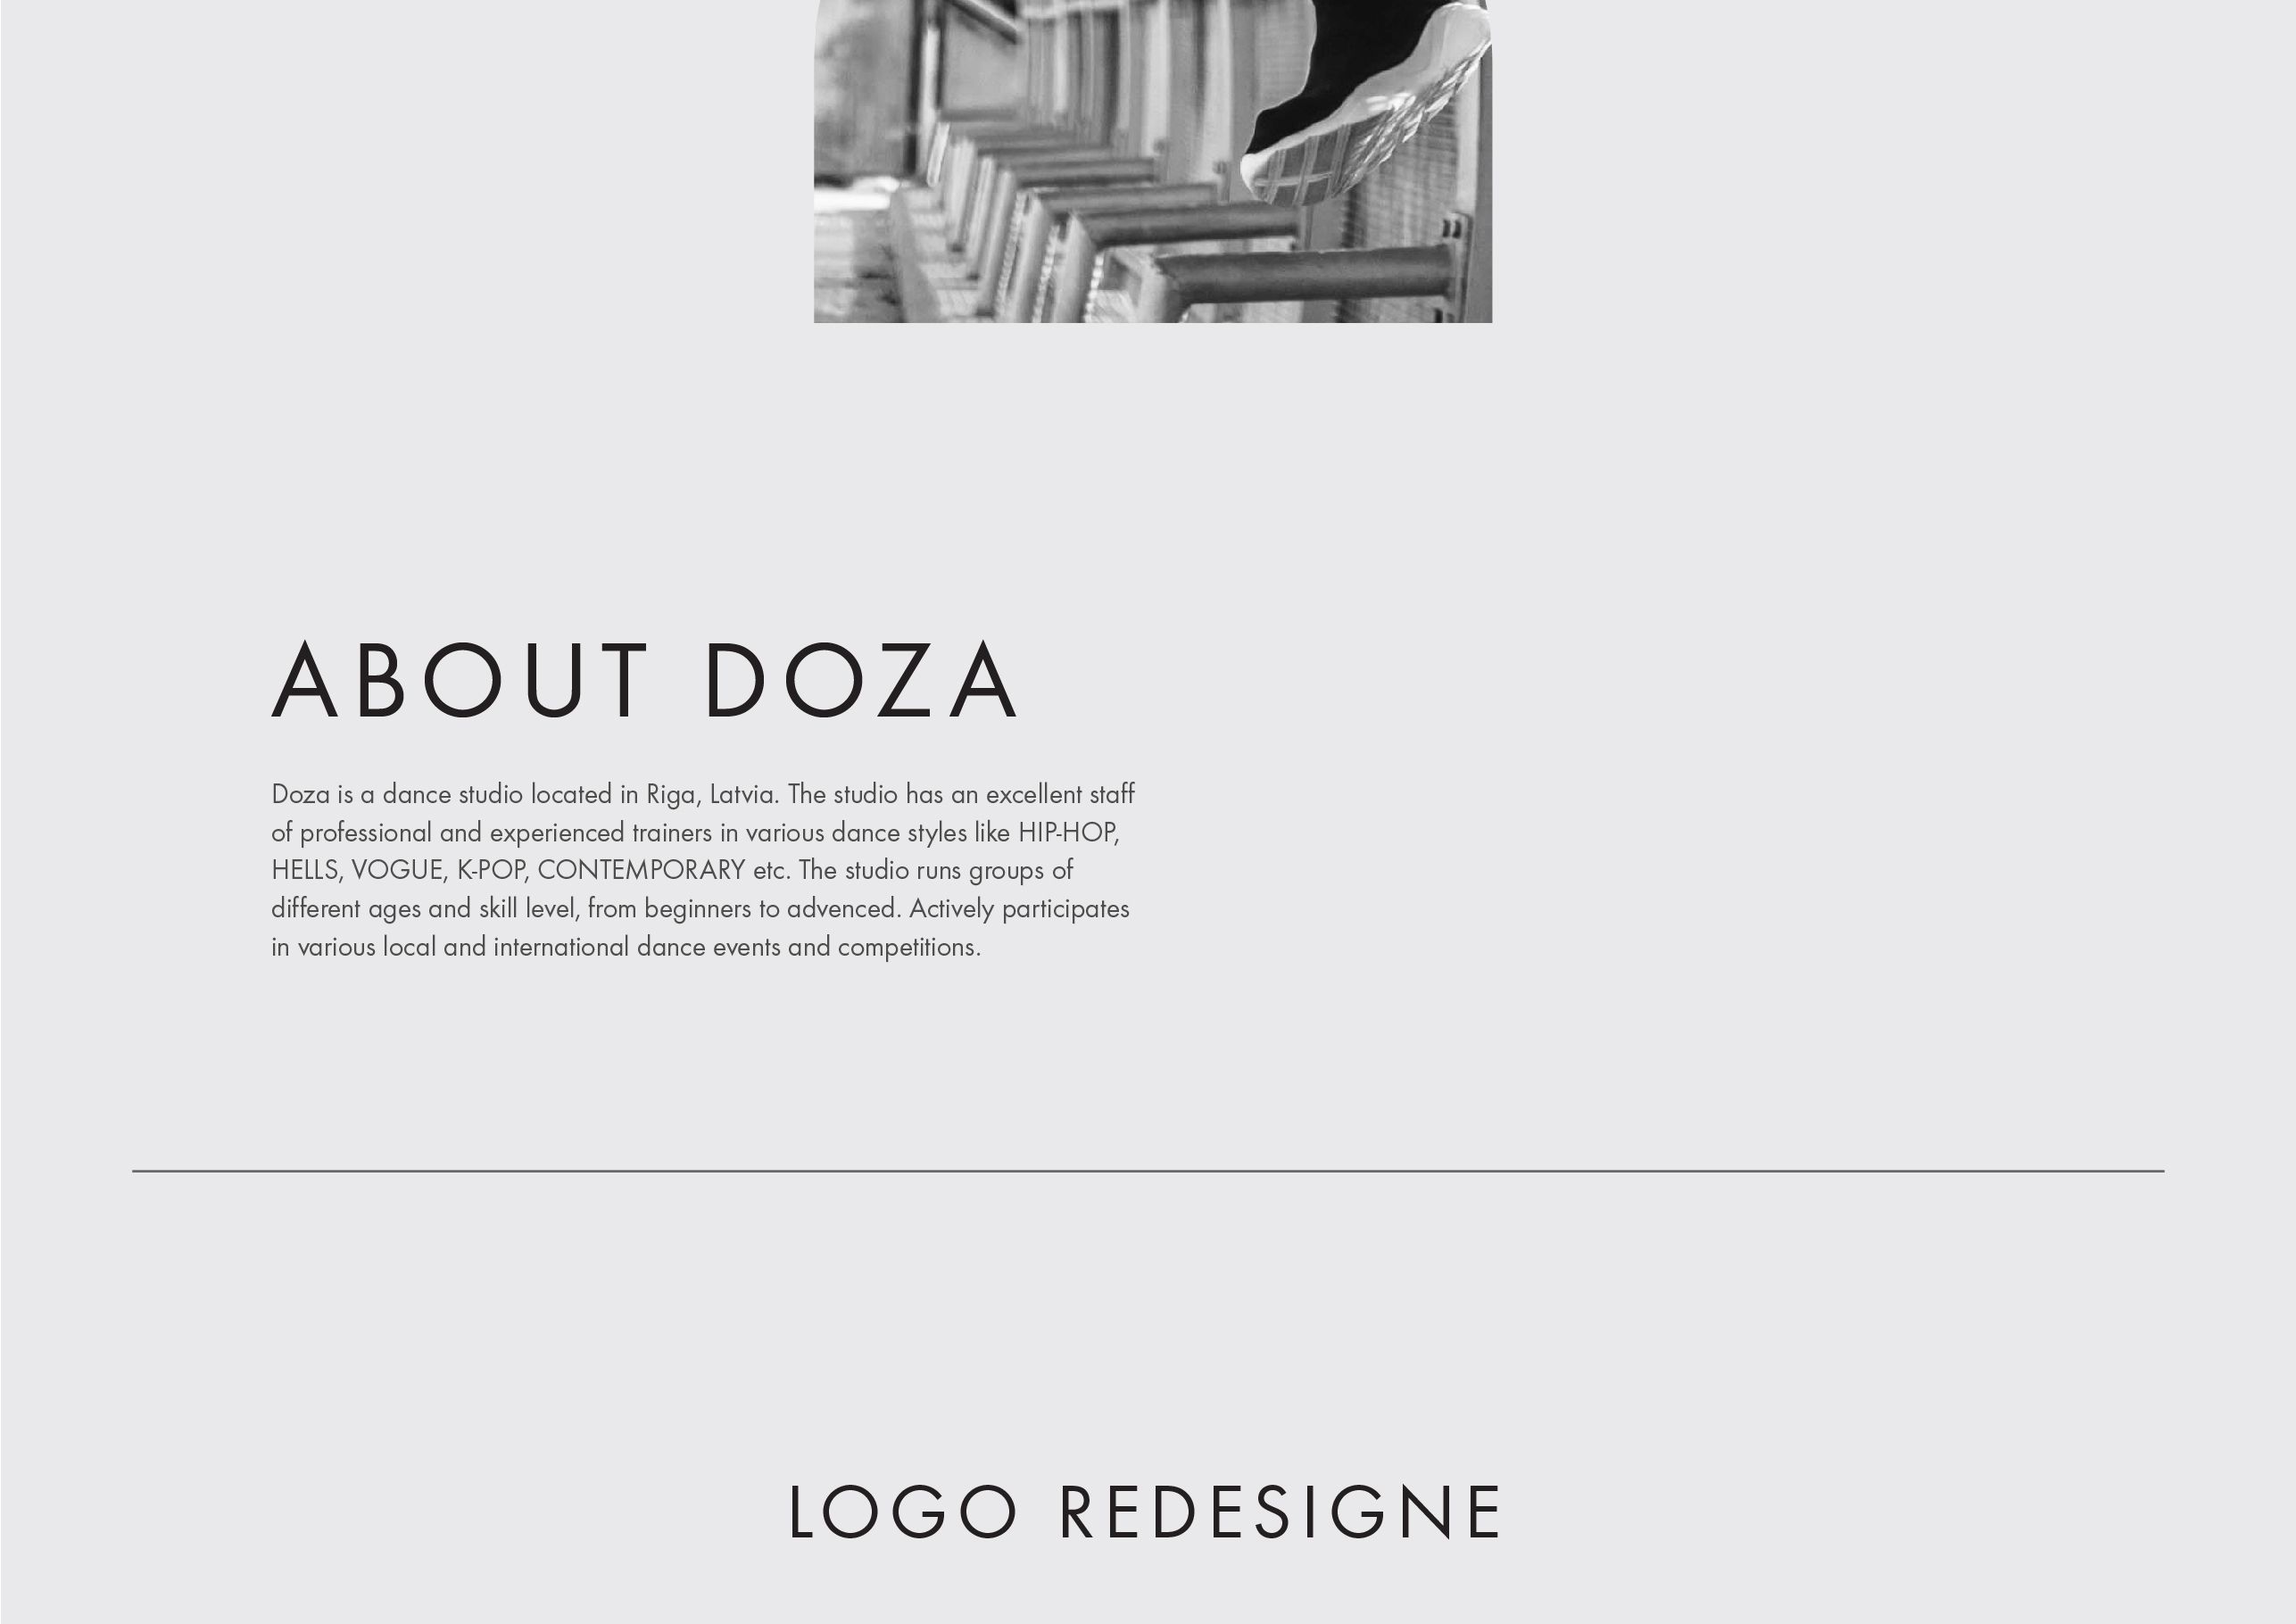 ABOUT DOZA
Doza is a dance studio located in Riga, Latvia. The studio has an excellent staff
of professional and experienced trainers in various dance styles like HIP-HOP,
HELLS, VOGUE, K-POP, CONTEMPORARY etc. The studio runs groups of
different ages and skill level, from beginners to advenced. Actively participates
in various local and international dance events and competitions.
LOGO REDESIGNE